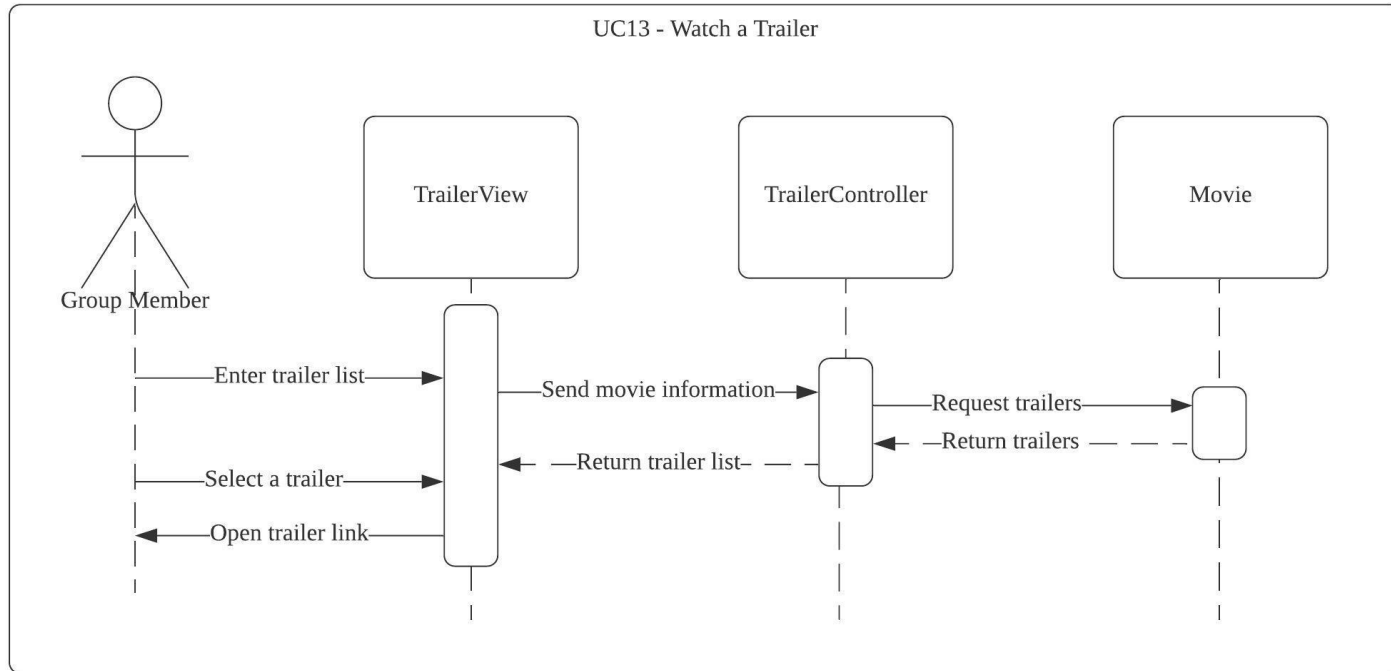 UC13 - Watch a Trailer
TrailerView
TrailerController
Movie
Group Member
Enter trailer list
Send movie information
Request trailers
Return trailers
Return trailer list
Select a trailer
Open trailer link